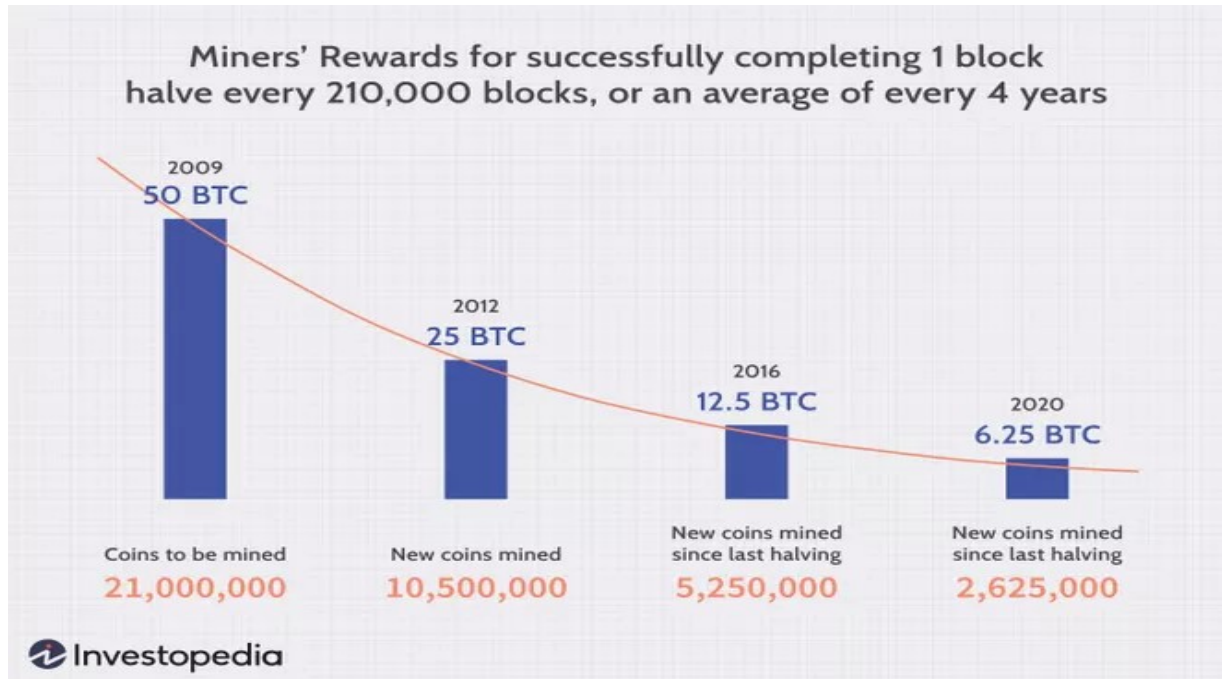 Miners' Rewards for successfully completing 1 block
halve every 210,000 blocks, or an average of every 4 years
2009
50 BTC
2012
25 BTC
2016
12.5 BTC
2020
6.25 BTC
Coins to be mined
21,000,000
New coins mined
10,500,000
New coins mined
since last halving
5,250,000
New coins mined
since last halving
2,625,000
Investopedia